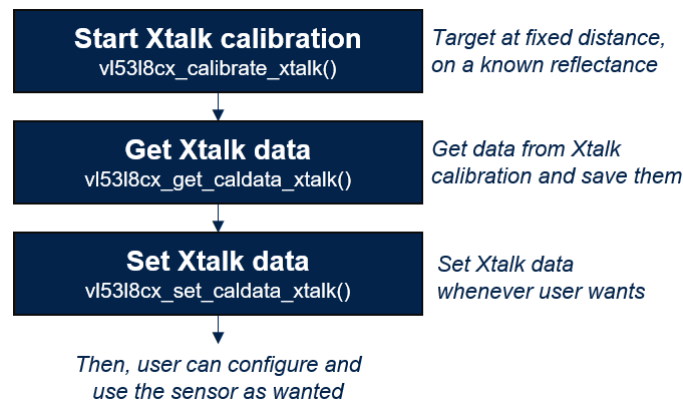 Start Xtalk calibration
vl53l8cx_calibrate_xtalk()
Target at fixed distance,
on a known reflectance
Get Xtalk data
vl53l8cx_get_caldata_xtalk()
Get data from Xtalk
calibration and save them
Set Xtalk data
vl53l8cx_set_caldata_xtalk()
Set Xtalk data
whenever user wants
Then, user can configure and
use the sensor as wanted